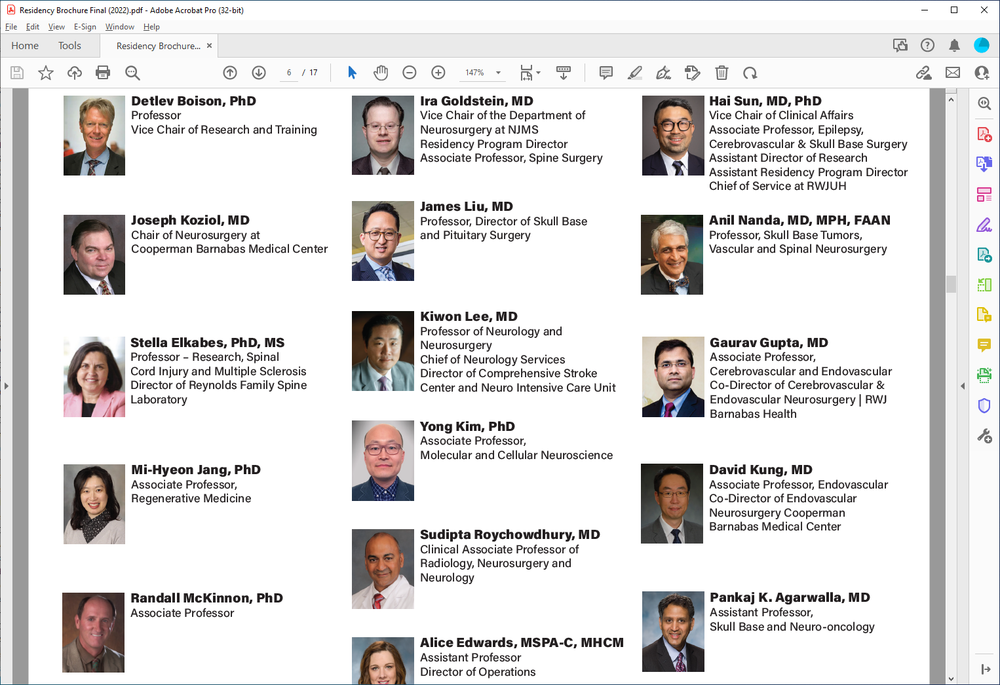 Residency Brochure Final (2022).pdf - Adobe Acrobat Pro (32-bit)
File Edit View E-Sign Window Help
Home Tools Residency Brochure...
6 / 17 147%
Detlev Boison, PhD
Professor
Vice Chair of Research and Training
Joseph Koziol, MD
Chair of Neurosurgery at
Cooperman Barnabas Medical Center
Stella Elkabes, PhD, MS
Professor – Research, Spinal
Cord Injury and Multiple Sclerosis
Director of Reynolds Family Spine
Laboratory
Mi-Hyeon Jang, PhD
Associate Professor,
Regenerative Medicine
Randall McKinnon, PhD
Associate Professor
Ira Goldstein, MD
Vice Chair of the Department of
Neurosurgery at NJMS
Residency Program Director
Associate Professor, Spine Surgery
James Liu, MD
Professor, Director of Skull Base
and Pituitary Surgery
Kiwon Lee, MD
Professor of Neurology and
Neurosurgery
Chief of Neurology Services
Director of Comprehensive Stroke
Center and Neuro Intensive Care Unit
Yong Kim, PhD
Associate Professor,
Molecular and Cellular Neuroscience
Sudipta Roychowdhury, MD
Clinical Associate Professor of
Radiology, Neurosurgery and
Neurology
Alice Edwards, MSPA-C, MHCM
Assistant Professor
Director of Operations
Hai Sun, MD, PhD
Vice Chair of Clinical Affairs
Associate Professor, Epilepsy,
Cerebrovascular & Skull Base Surgery
Assistant Director of Research
Assistant Residency Program Director
Chief of Service at RWJUH
Anil Nanda, MD, MPH, FAAN
Professor, Skull Base Tumors,
Vascular and Spinal Neurosurgery
Gaurav Gupta, MD
Associate Professor,
Cerebrovascular and Endovascular
Co-Director of Cerebrovascular &
Endovascular Neurosurgery | RWJ
Barnabas Health
David Kung, MD
Associate Professor, Endovascular
Co-Director of Endovascular
Neurosurgery Cooperman
Barnabas Medical Center
Pankaj K. Agarwalla, MD
Assistant Professor,
Skull Base and Neuro-oncology